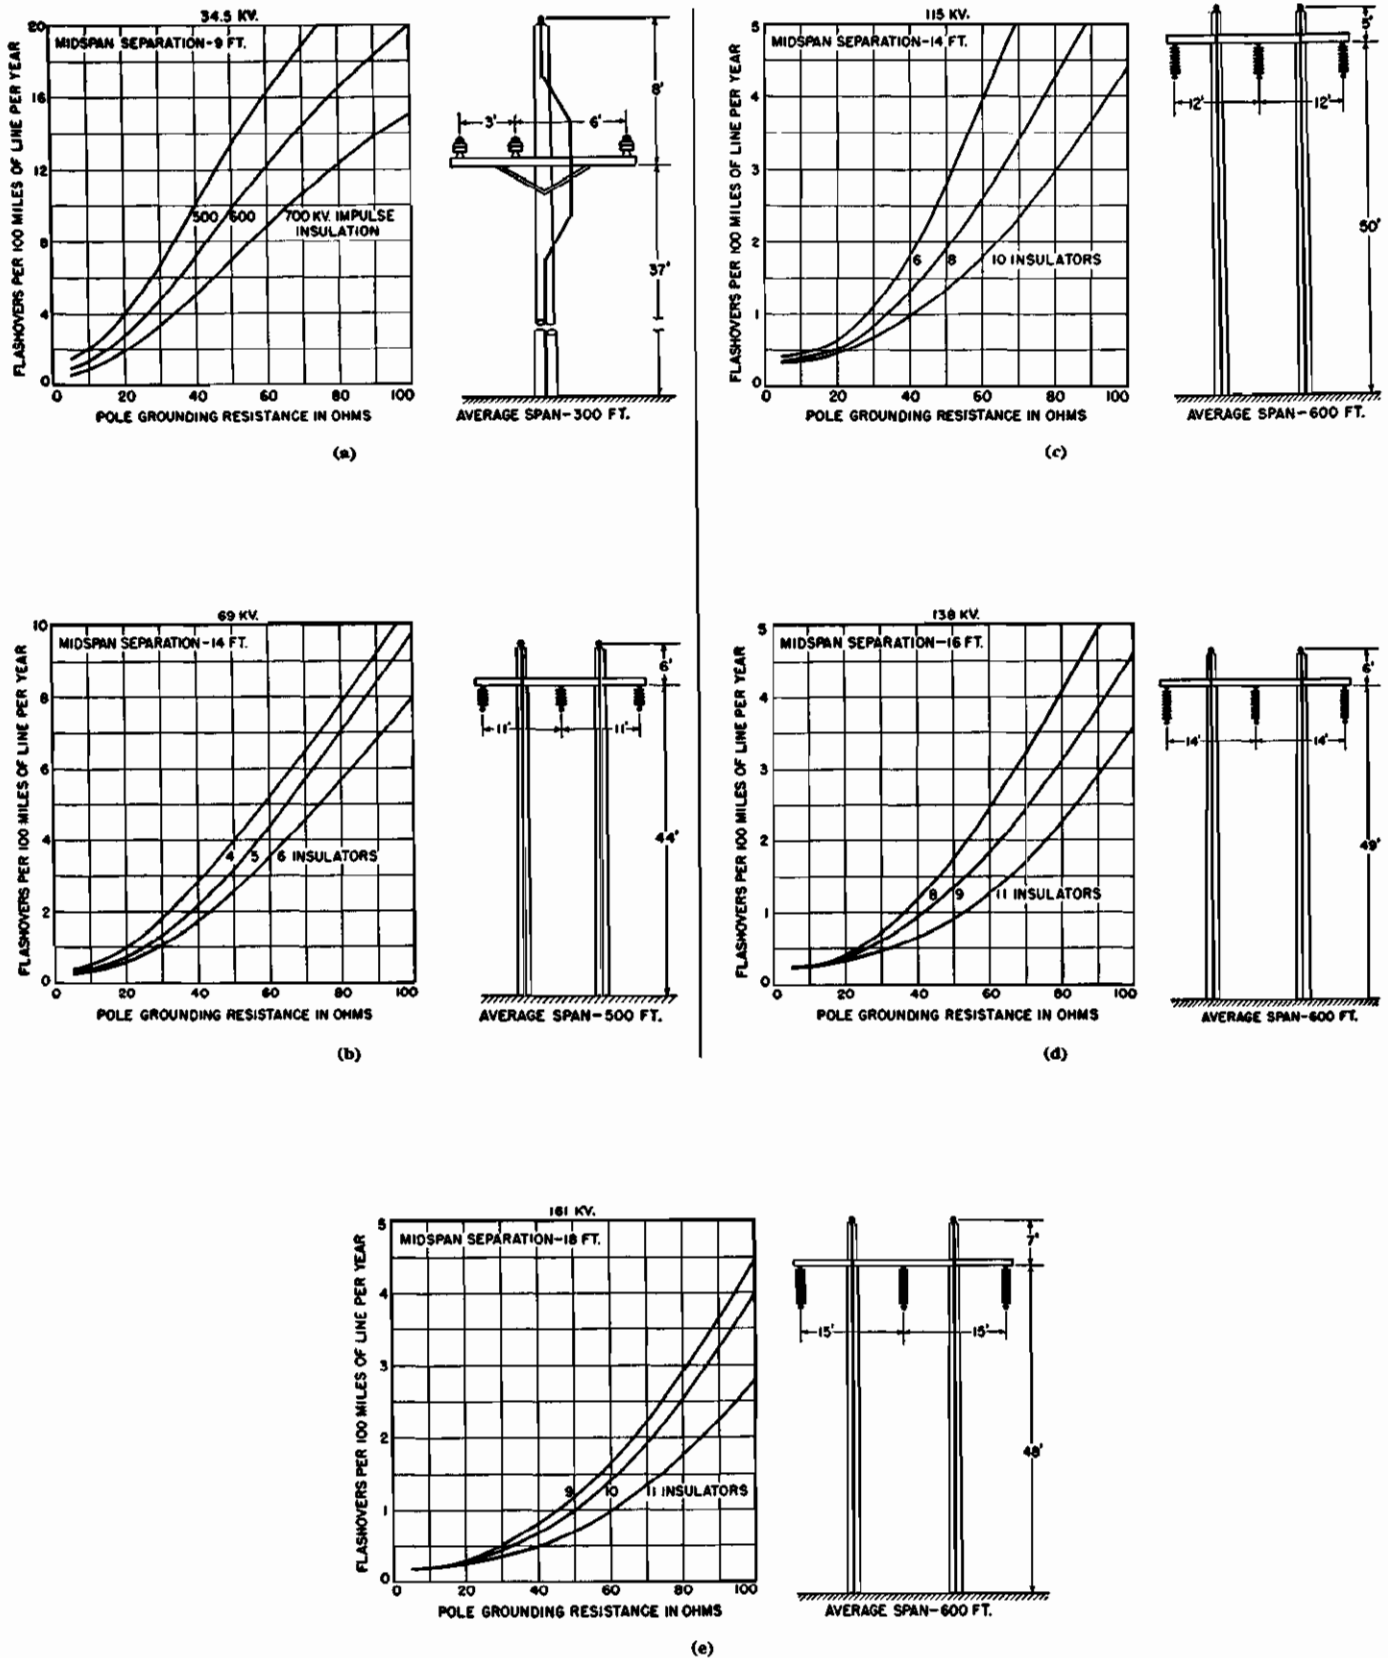 34.5 KV.
MIDSPAN SEPARATION-9 FT.
FLASHOVERS PER 100 MILES OF LINE PER YEAR
20
16
12
8
4
0
500
600
700 KV. IMPULSE
INSULATION
0 20 40 60 80 100
POLE GROUNDING RESISTANCE IN OHMS
3'
6'
8'
37'
AVERAGE SPAN-300 FT.
(a)
115 KV.
MIDSPAN SEPARATION-14 FT.
FLASHOVERS PER 100 MILES OF LINE PER YEAR
5
4
3
2
1
0
6
8
10 INSULATORS
0 20 40 60 80 100
POLE GROUNDING RESISTANCE IN OHMS
5'
12'
12'
50'
AVERAGE SPAN-600 FT.
(c)
69 KV.
MIDSPAN SEPARATION-14 FT.
FLASHOVERS PER 100 MILES OF LINE PER YEAR
10
8
6
4
2
0
4
5
6 INSULATORS
0 20 40 60 80 100
POLE GROUNDING RESISTANCE IN OHMS
6'
11'
11'
44'
AVERAGE SPAN-500 FT.
(b)
138 KV.
MIDSPAN SEPARATION-16 FT.
FLASHOVERS PER 100 MILES OF LINE PER YEAR
5
4
3
2
1
0
8
9
11 INSULATORS
0 20 40 60 80 100
POLE GROUNDING RESISTANCE IN OHMS
6'
14'
14'
49'
AVERAGE SPAN-600 FT.
(d)
161 KV.
MIDSPAN SEPARATION-18 FT.
FLASHOVERS PER 100 MILES OF LINE PER YEAR
5
4
3
2
1
0
9
10
11 INSULATORS
0 20 40 60 80 100
POLE GROUNDING RESISTANCE IN OHMS
7'
15'
15'
48'
AVERAGE SPAN-600 FT.
(e)